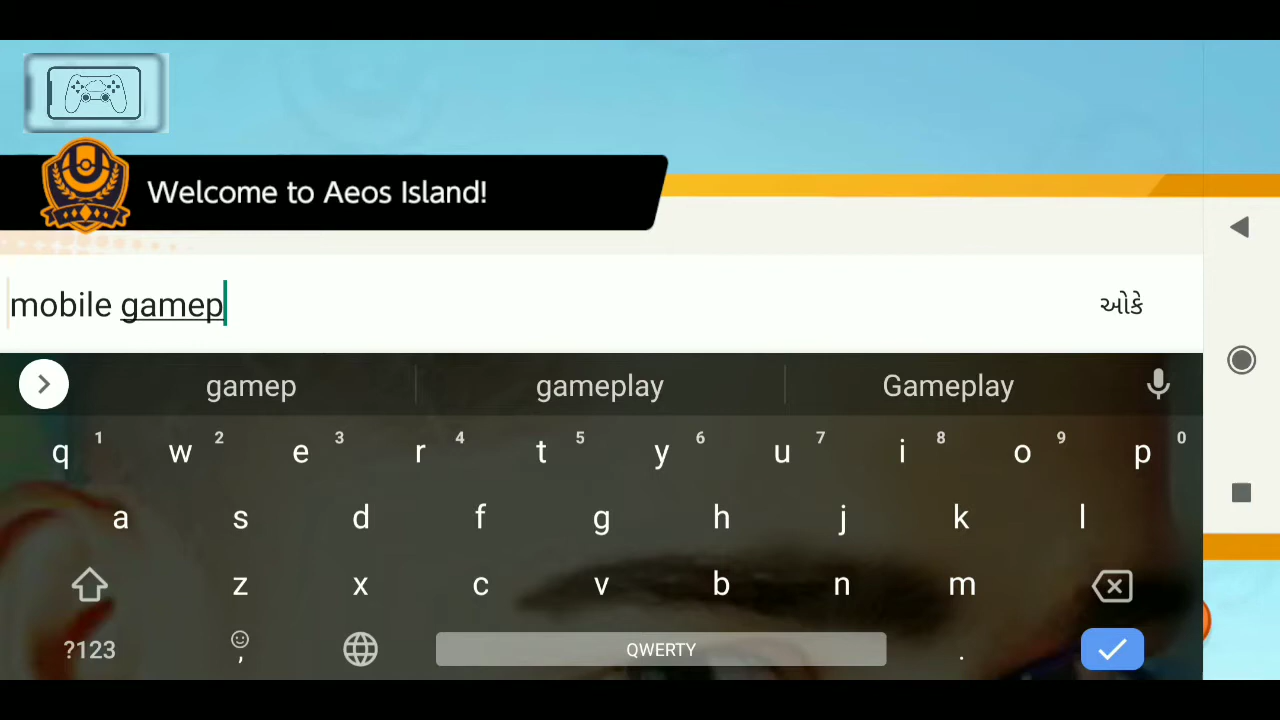 Welcome to Aeos Island!
mobile gamep
ઓકે
gamep gameplay Gameplay
q 1 w 2 e 3 r 4 t 5 y 6 u 7 i 8 o 9 p 0
a s d f g h j k l
z x c v b n m
?123 , QWERTY .